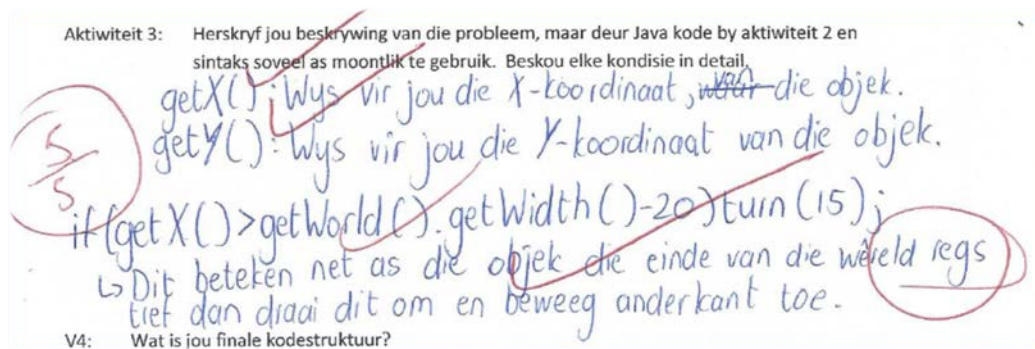 Aktiwiteit 3: Herskryf jou beskrywing van die probleem, maar deur Java kode by aktiwiteit 2 en
sintaks soveel as moontlik te gebruik. Beskou elke kondisie in detail.
getX(): Wys vir jou die X-koordinaat, van die objek.
getY(): Wys vir jou die Y-koordinaat van die objek.
5/5
if(getX()>getWorld().getWidth()-20)turn(15);
↳ Dit beteken net as die objek die einde van die wêreld regs
tref dan draai dit om en beweeg anderkant toe.
V4: Wat is jou finale kodestruktuur?